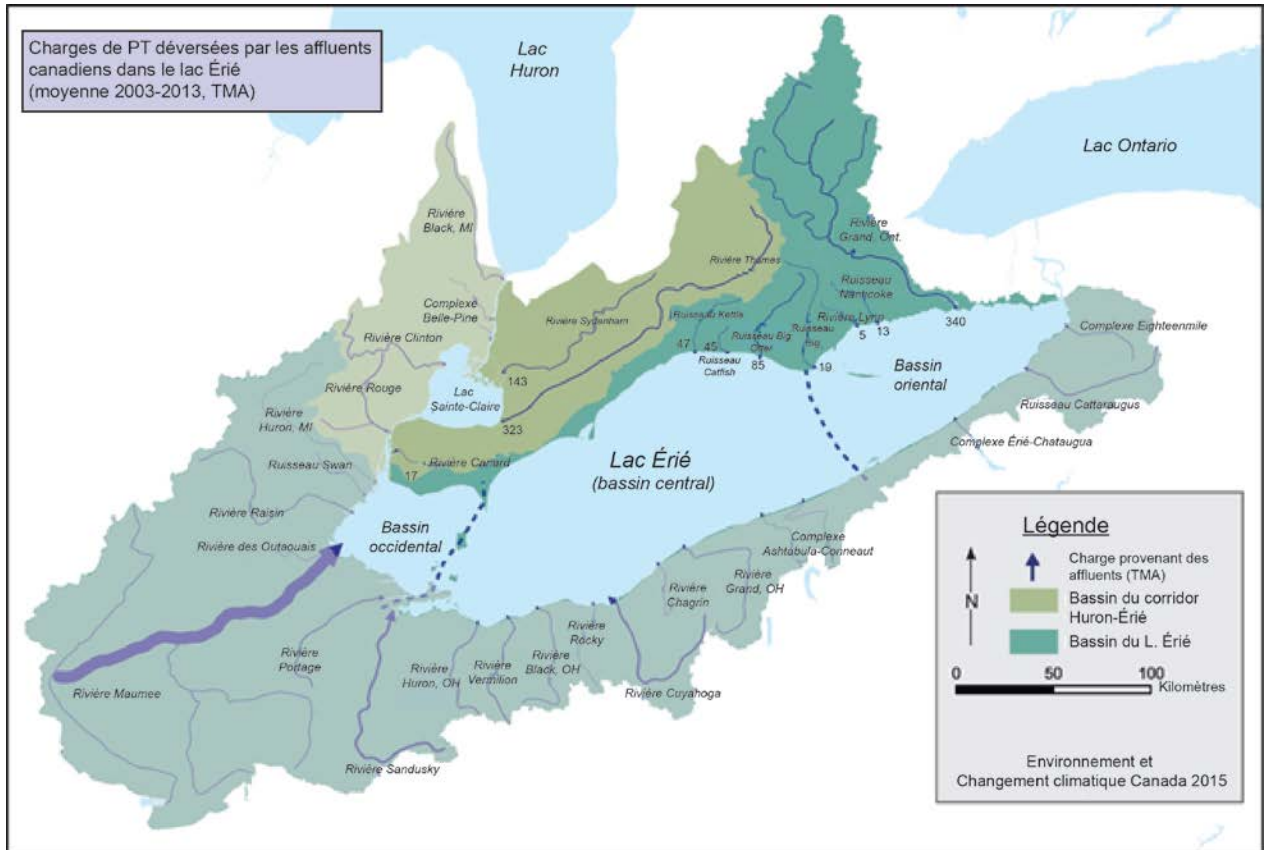 Charges de PT déversées par les affluents
canadiens dans le lac Érié
(moyenne 2003-2013, TMA)
Lac
Huron
Lac Ontario
Rivière
Black, MI
Rivière
Grand, Ont.
Rivière Thames
Complexe
Belle-Pine
Ruisseau
Nanticoke
Rivière Sydenham
Ruisseau Kettle
Rivière Lynn
340
Complexe Eighteenmile
Rivière Clinton
Ruisseau Big
Otter
Ruisseau
Big
5
13
47
45
85
19
Ruisseau
Catfish
Bassin
oriental
Rivière Rouge
143
Lac
Sainte-Claire
Ruisseau Cattaraugus
Rivière
Huron, MI
323
Complexe Érié-Chataugua
Ruisseau Swan
17
Rivière Canard
Lac Érié
(bassin central)
Rivière Raisin
Bassin
occidental
Rivière des Outaouais
Complexe
Ashtabula-Conneaut
Rivière
Chagrin
Rivière
Grand, OH
Rivière
Portage
Rivière
Rocky
Rivière
Huron, OH
Rivière
Vermilion
Rivière
Black, OH
Rivière Maumee
Rivière Cuyahoga
Rivière Sandusky
Légende
N
Charge provenant des
affluents (TMA)
Bassin du corridor
Huron-Érié
Bassin du L. Érié
0 50 100
Kilomètres
Environnement et
Changement climatique Canada 2015